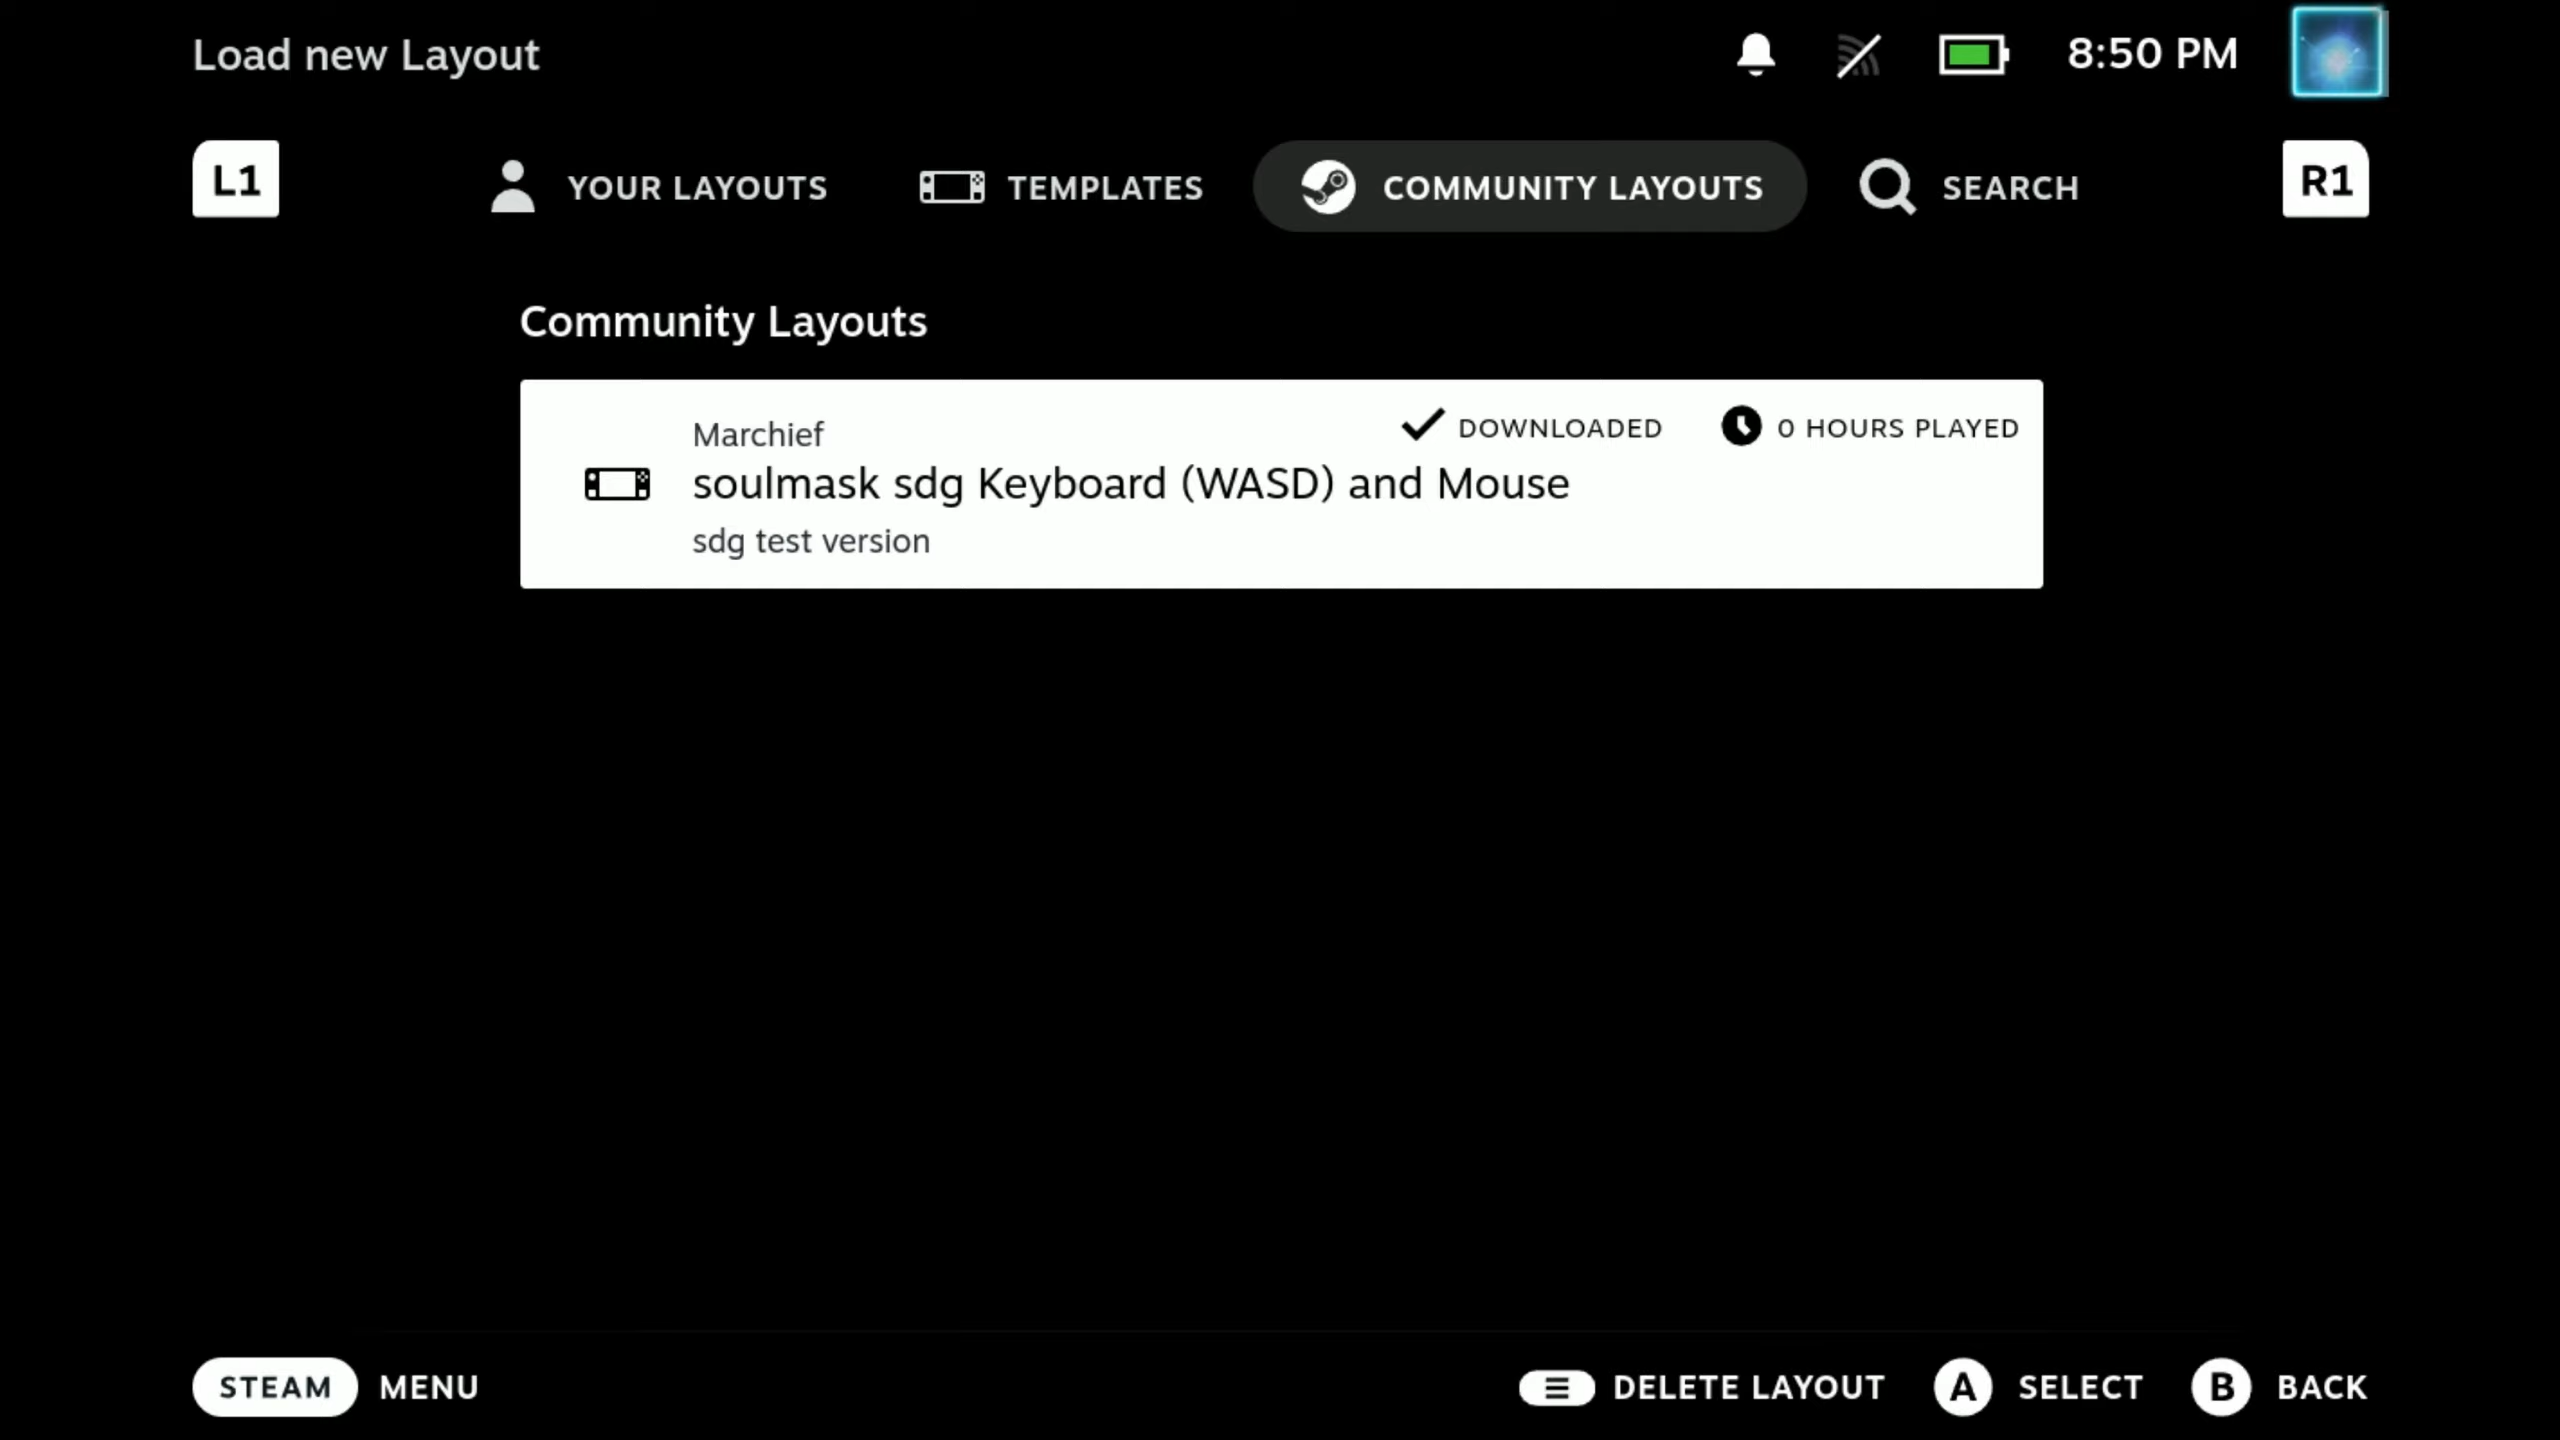 Load new Layout
8:50 PM
L1
YOUR LAYOUTS
TEMPLATES
COMMUNITY LAYOUTS
SEARCH
R1
Community Layouts
Marchief
DOWNLOADED
0 HOURS PLAYED
soulmask sdg Keyboard (WASD) and Mouse
sdg test version
STEAM MENU
DELETE LAYOUT
A SELECT
B BACK